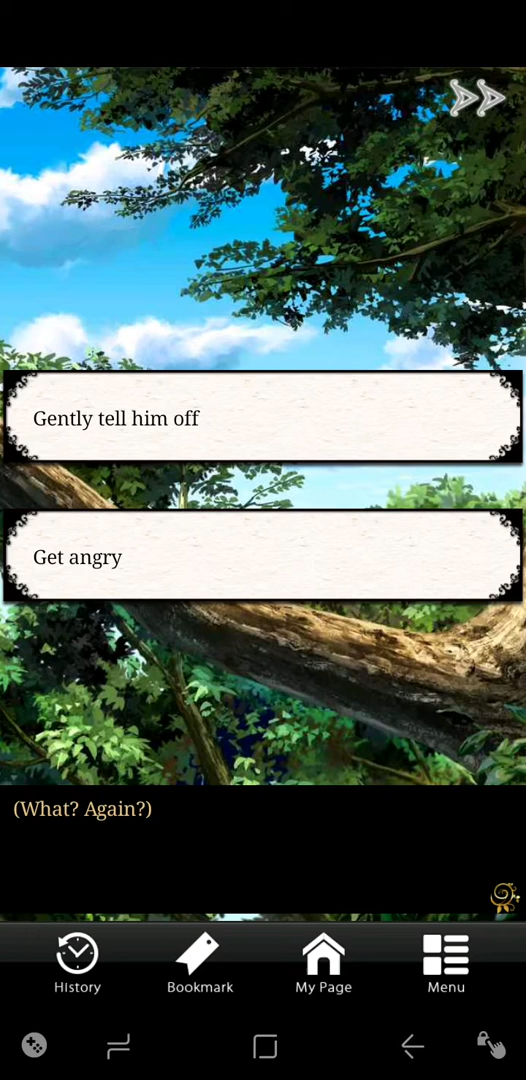 Gently tell him off
Get angry
(What? Again?)
History
Bookmark
My Page
Menu